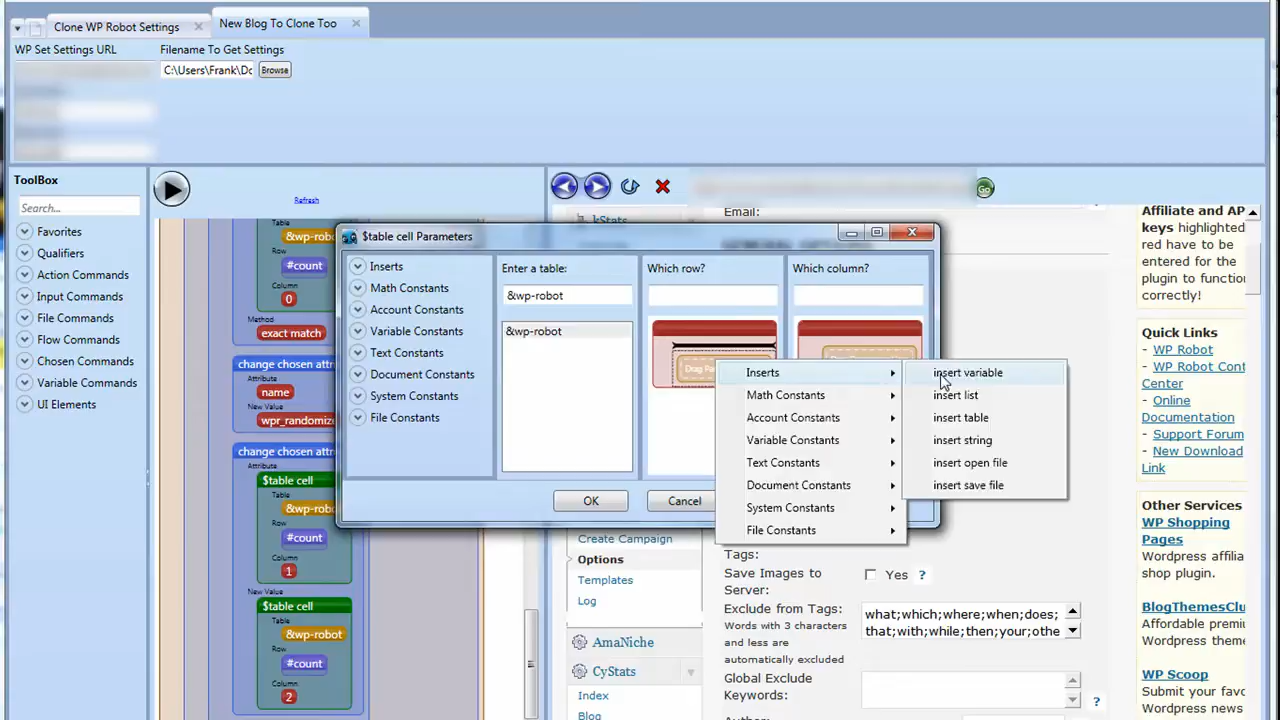 Clone WP Robot Settings
New Blog To Clone Too
WP Set Settings URL
Filename To Get Settings
C:\Users\Frank\Dc
Browse
ToolBox
Search...
Favorites
Qualifiers
Action Commands
Input Commands
File Commands
Flow Commands
Chosen Commands
Variable Commands
UI Elements
Refresh
Table
&wp-robo
Row
#count
Column
0
Method
exact match
change chosen attri
Attribute
name
New Value
wpr_randomiz
change chosen attri
Attribute
$table cell
Table
&wp-robot
Row
#count
Column
1
New Value
$table cell
Table
&wp-robot
Row
#count
Column
2
Go
kStats
Email:
$table cell Parameters
Inserts
Math Constants
Account Constants
Variable Constants
Text Constants
Document Constants
System Constants
File Constants
Enter a table:
&wp-robot
&wp-robot
Which row?
Drag
Which column?
OK
Cancel
Inserts
Math Constants
Account Constants
Variable Constants
Text Constants
Document Constants
System Constants
File Constants
insert variable
insert list
insert table
insert string
insert open file
insert save file
Create Campaign
Options
Templates
Log
AmaNiche
CyStats
Index
Blog
Tags:
Save Images to
Server:
Yes ?
Exclude from Tags:
Words with 3 characters
and less are
automatically excluded
what;which;where;when;does;
that;with;while;then;your;othe
Global Exclude
Keywords:
?
Author:
Affiliate and AP
keys highlighted
red have to be
entered for the
plugin to function
correctly!
Quick Links
- WP Robot
- WP Robot Cont
Center
- Online
Documentation
- Support Forum
- New Download
Link
Other Services
WP Shopping
Pages
Wordpress affilia
shop plugin.
BlogThemesClu
Affordable premiu
Wordpress theme
WP Scoop
Submit your favo
WordPress news